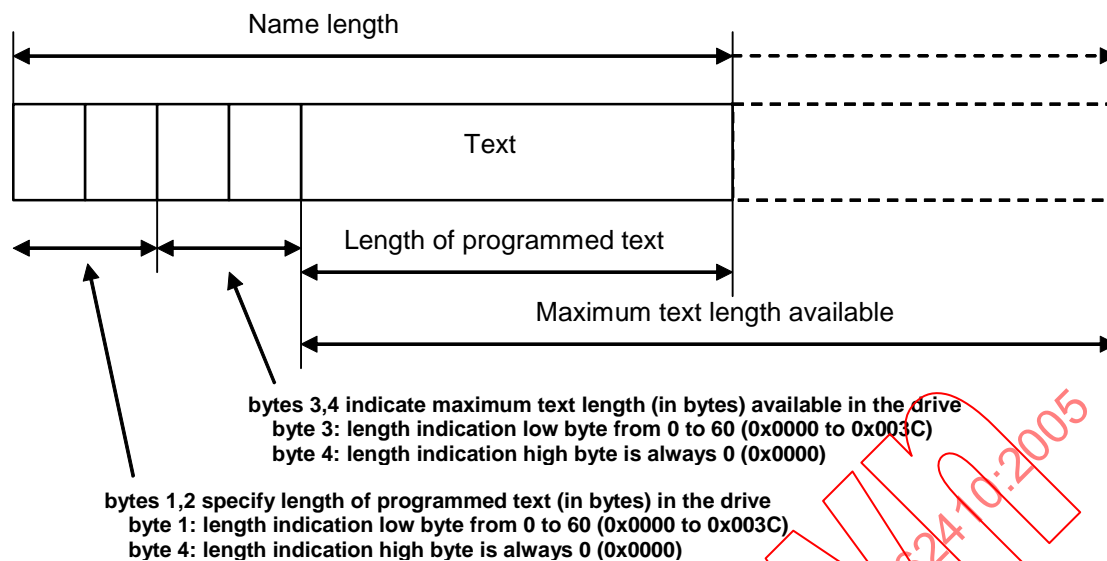 Name length
Text
Length of programmed text
Maximum text length available
bytes 3,4 indicate maximum text length (in bytes) available in the drive
byte 3: length indication low byte from 0 to 60 (0x0000 to 0x003C)
byte 4: length indication high byte is always 0 (0x0000)
bytes 1,2 specify length of programmed text (in bytes) in the drive
byte 1: length indication low byte from 0 to 60 (0x0000 to 0x003C)
byte 4: length indication high byte is always 0 (0x0000)
62410:2005